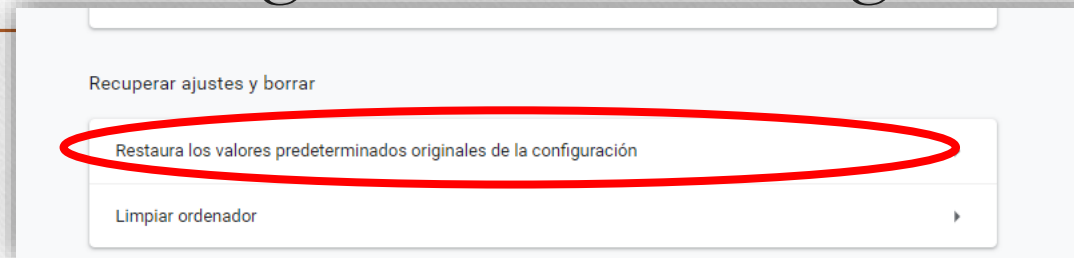 Recuperar ajustes y borrar
Restaura los valores predeterminados originales de la configuración
Limpiar ordenador